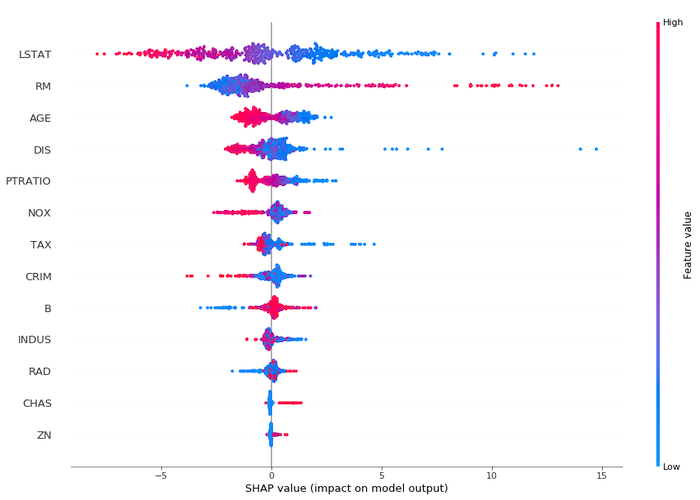 High
LSTAT
RM
AGE
DIS
PTRATIO
NOX
TAX
CRIM
B
INDUS
RAD
CHAS
ZN
Feature value
Low
−5 0 5 10 15
SHAP value (impact on model output)